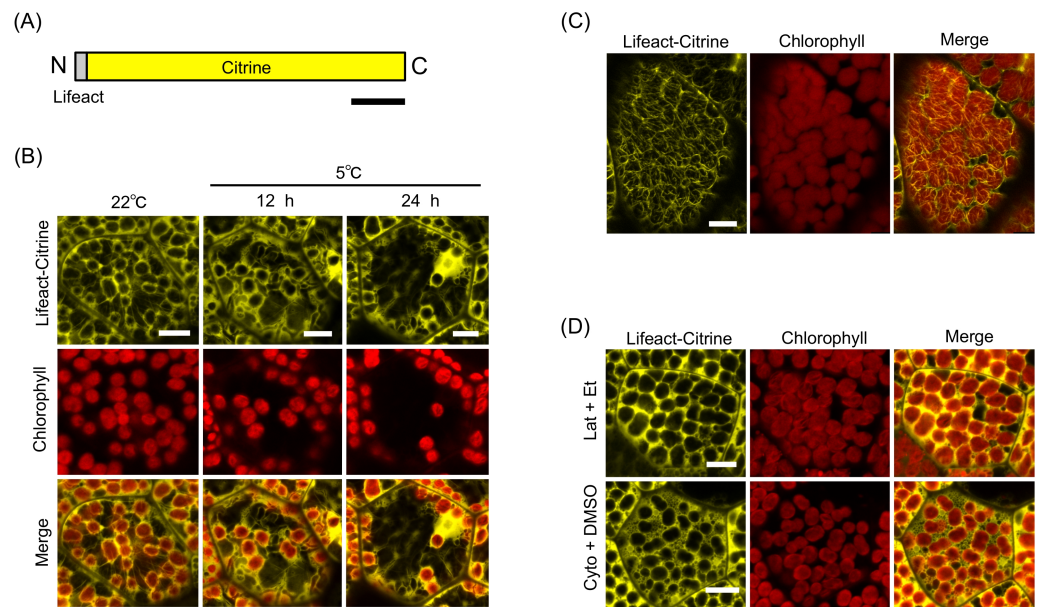 (A)
N
Citrine
C
Lifeact
(B)
5℃
22℃
12 h
24 h
Lifeact-Citrine
Chlorophyll
Merge
(C)
Lifeact-Citrine
Chlorophyll
Merge
(D)
Lifeact-Citrine
Chlorophyll
Merge
Lat + Et
Cyto + DMSO